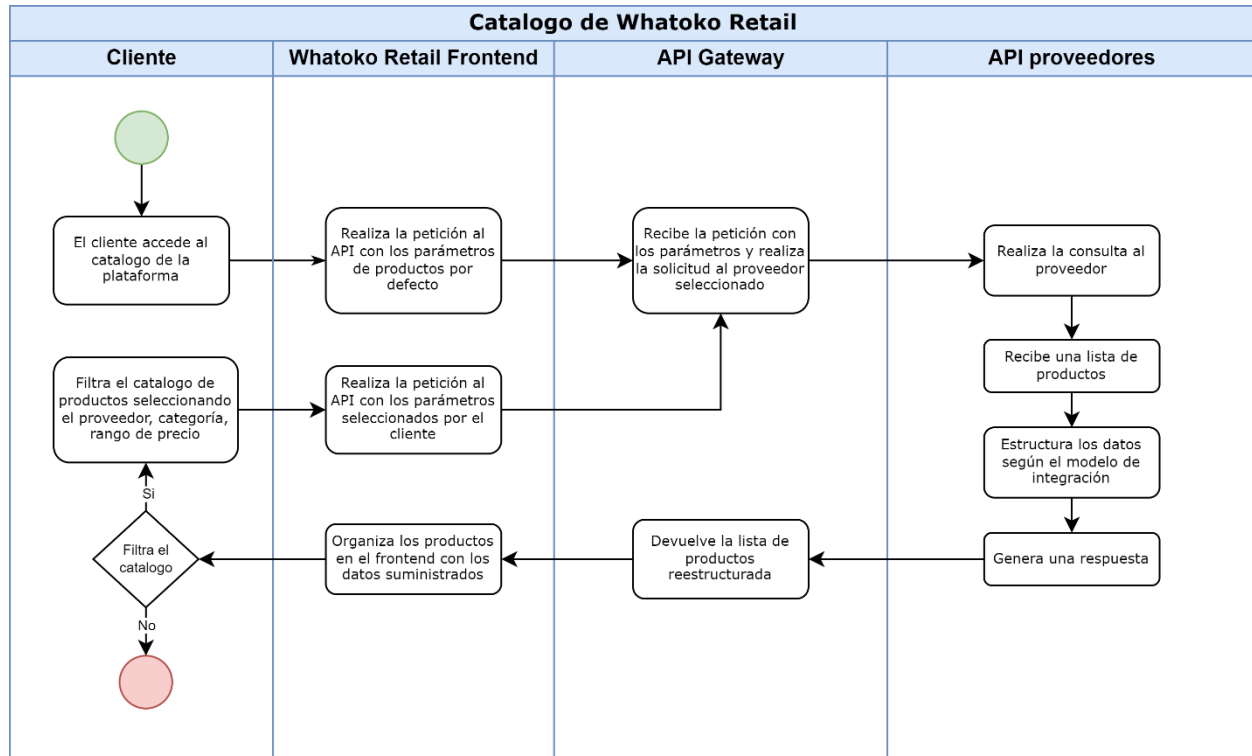 Catalogo de Whatoko Retail
Cliente
Whatoko Retail Frontend
API Gateway
API proveedores
El cliente accede al
catalogo de la
plataforma
Realiza la petición al
API con los parámetros
de productos por
defecto
Recibe la petición con
los parámetros y realiza
la solicitud al proveedor
seleccionado
Realiza la consulta al
proveedor
Recibe una lista de
productos
Filtra el catalogo de
productos seleccionando
el proveedor, categoría,
rango de precio
Realiza la petición al
API con los parámetros
seleccionados por el
cliente
Estructura los datos
según el modelo de
integración
Si
Filtra el
catalogo
No
Organiza los productos
en el frontend con los
datos suministrados
Devuelve la lista de
productos
reestructurada
Genera una respuesta